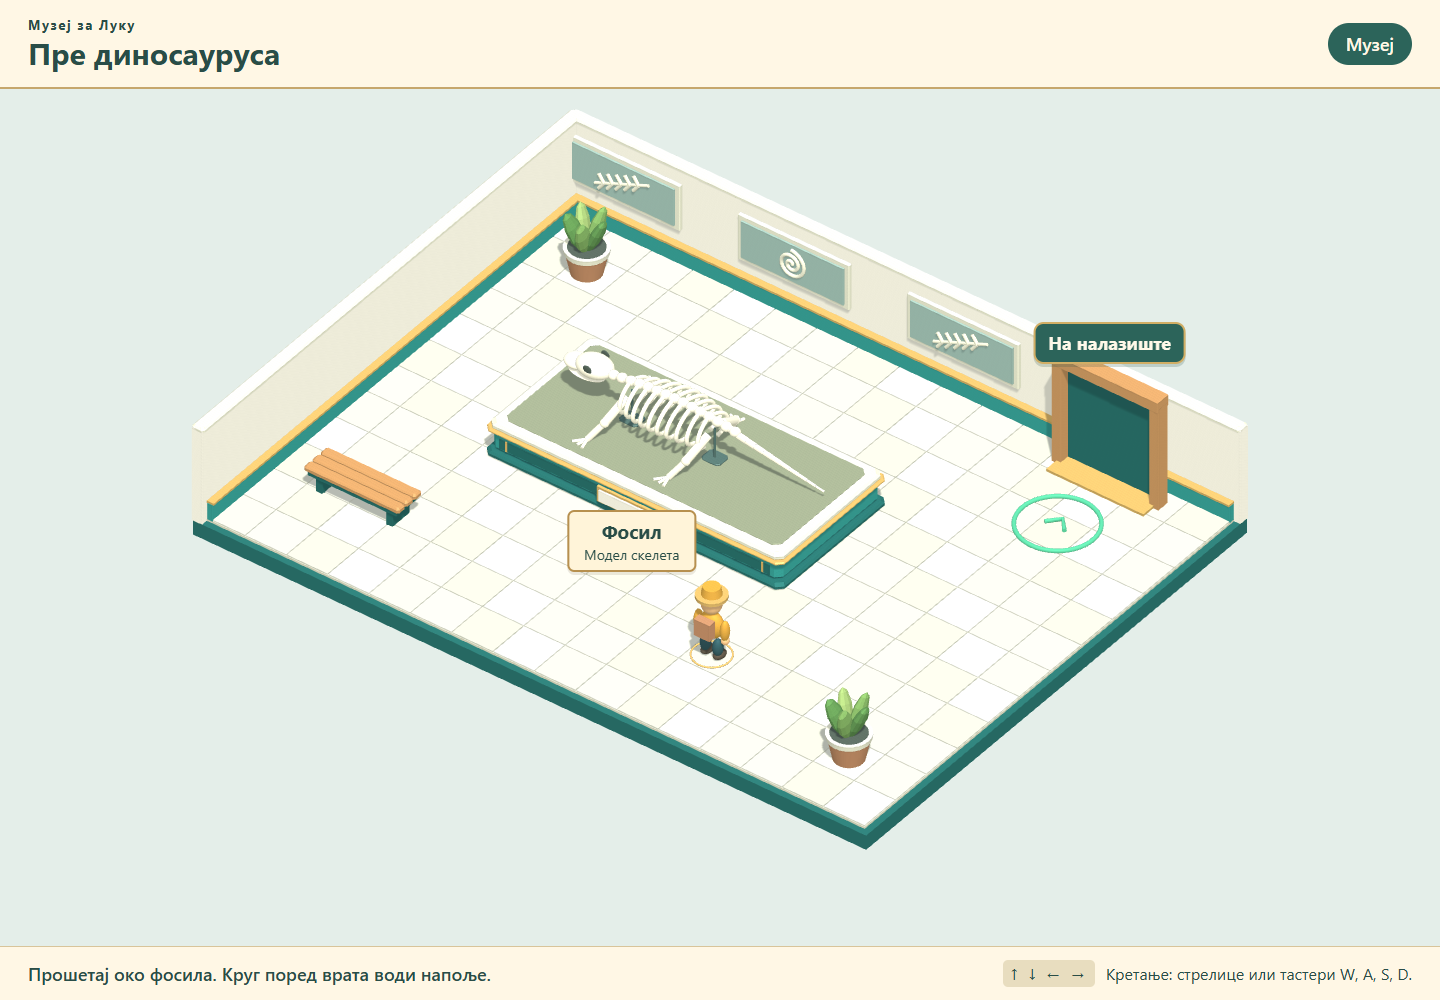 Музеј за Луку
Пре диносауруса
Музеј
На налазиште
Фосил
Модел скелета
Прошетај око фосила. Круг поред врата води напоље.
↑ ↓ ← → Кретање: стрелице или тастери W, A, S, D.